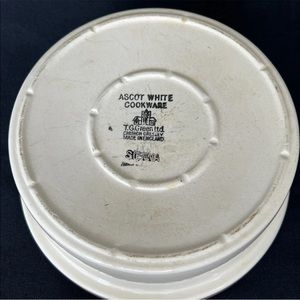 ASCOT WHITE
COOKWARE
T.G.Green Ltd.
CHURCH GRESLEY
MADE IN ENGLAND.